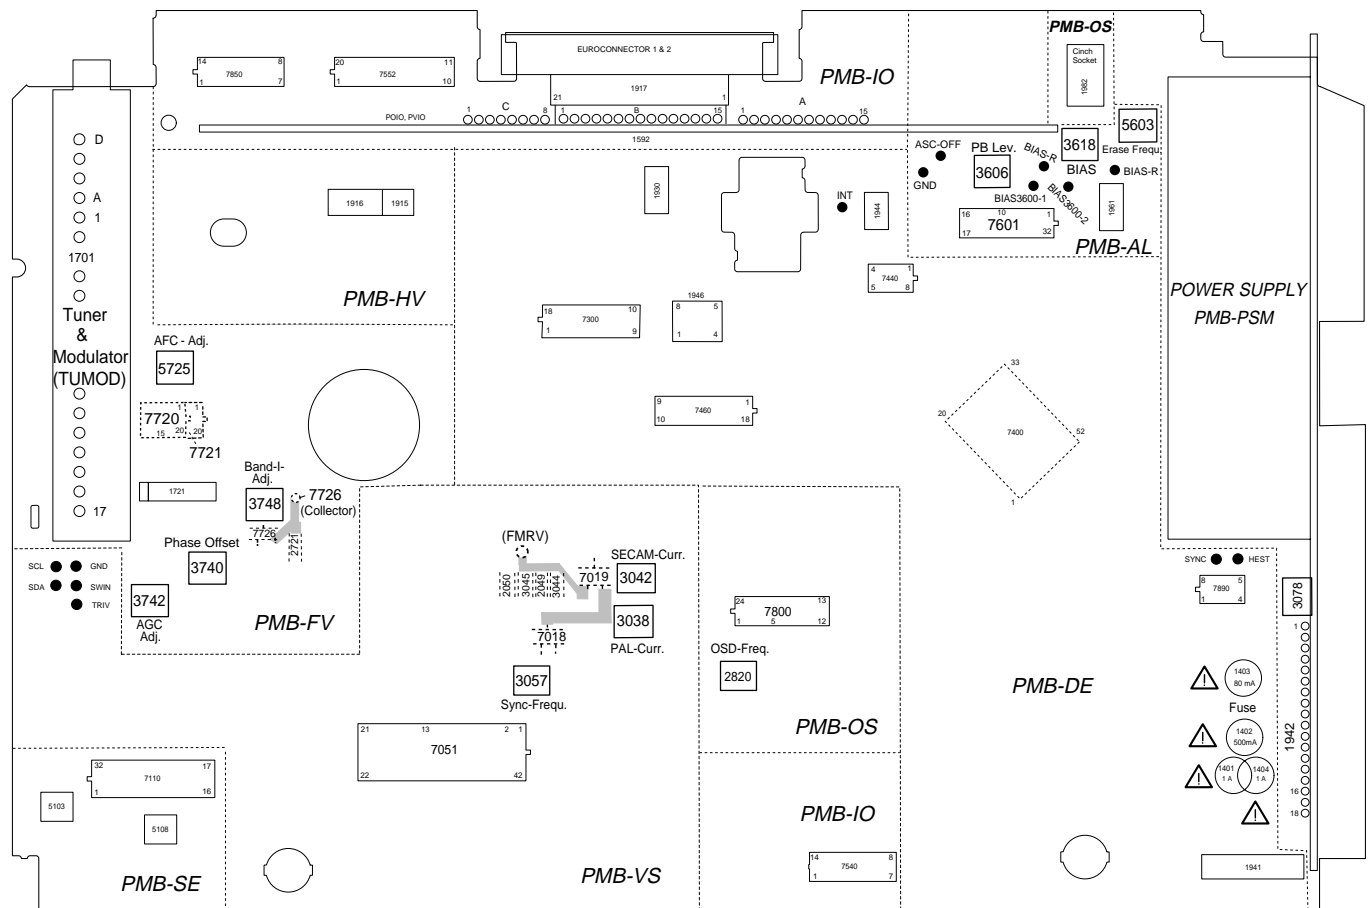 PMB-OS
EUROCONNECTOR 1 & 2
Cinch
Socket
1982
14 8
7850
1 7
20 11
7552
1 10
PMB-IO
1917
21 1
C
1 8
B
1 15
A
1 15
POIO, PVIO
1592
5603
Erase Frequ.
3618
BIAS
ASC-OFF
PB Lev.
3606
GND
BIAS-R
BIAS-R
BIAS3600-1
BIAS3600-2
1961
16 10 1
7601
17 32
PMB-AL
D
A
1
1701
Tuner
&
Modulator
(TUMOD)
17
1916 1915
1930
INT
1944
PMB-HV
4 1
7440
5 8
POWER SUPPLY
PMB-PSM
1946
8 5
1 4
18 10
7300
1 9
AFC - Adj.
5725
33
20 52
7400
1
9 1
7460
10 18
7720
1 1
15 20 20
7721
Band-I-
Adj.
3748
1721
7726
(Collector)
7726
2721
Phase Offset
3740
SCL GND
SDA SWIN
TRIV
3742
AGC
Adj.
PMB-FV
(FMRV)
2050
3045
2049
3044
7019
SECAM-Curr.
3042
3038
PAL-Curr.
7018
3057
Sync-Frequ.
24 13
7800
1 5 12
OSD-Freq.
2820
SYNC HEST
8 5
7890
1 4
3078
1
PMB-DE
1403
80 mA
Fuse
1402
500mA
1942
1401
1 A
1404
1 A
16
18
PMB-OS
21 13 2 1
7051
22 42
32 17
7110
1 16
5103
5108
PMB-SE
PMB-VS
PMB-IO
14 8
7540
1 7
1941